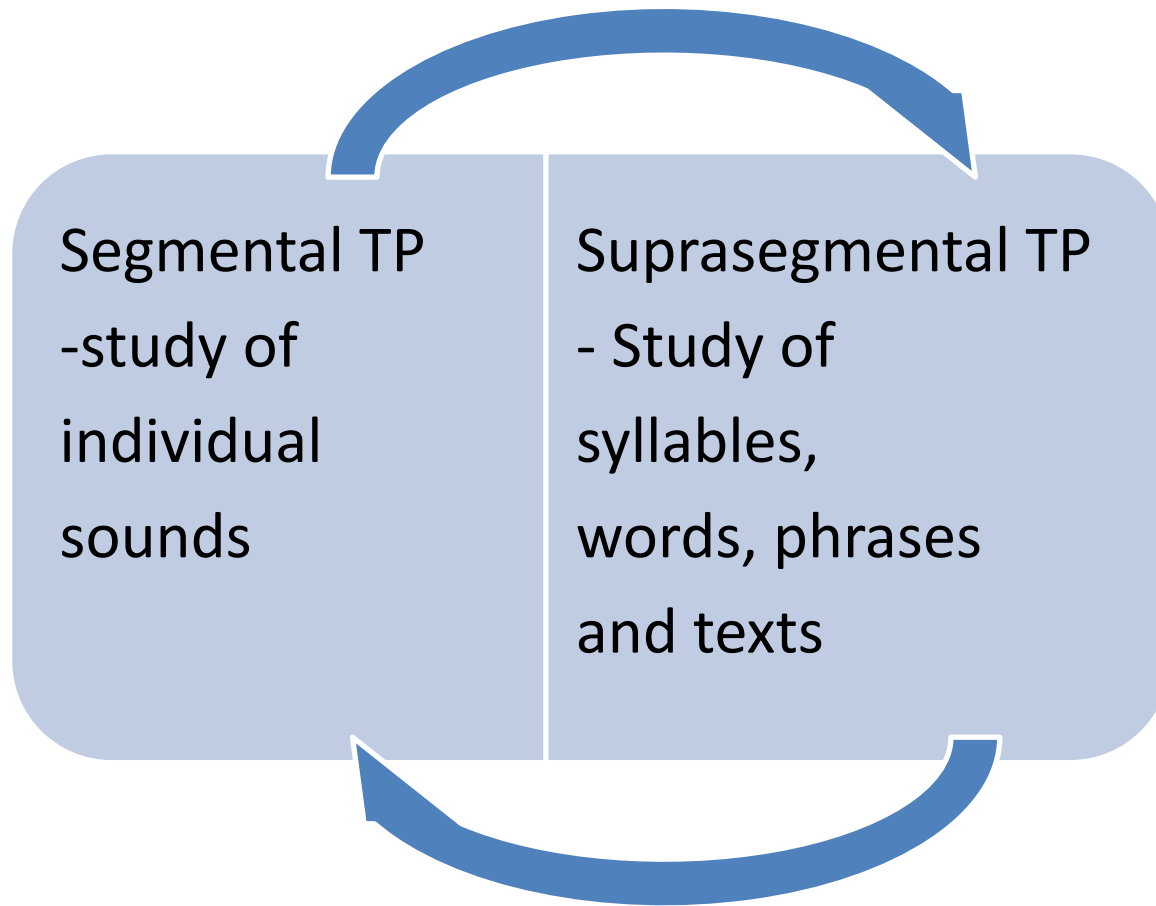 Segmental TP
-study of
individual
sounds
Suprasegmental TP
- Study of
syllables,
words, phrases
and texts